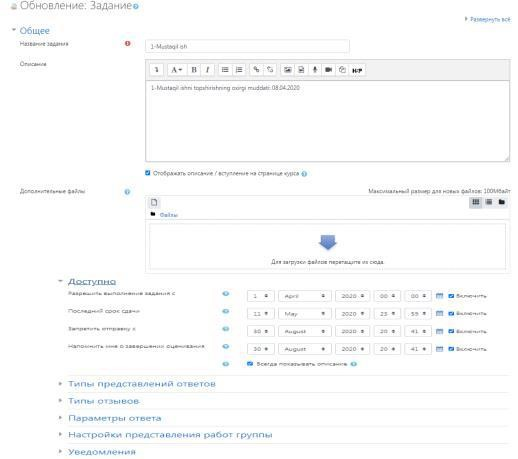 Обновление: Задание
Развернуть всё
Общее
Название задания
1-Mustaqil ish
Описание
A B I H-P
1-Mustaqil ishni topshirishning oxirgi muddati: 08.04.2020
Отображать описание / вступление на странице курса
Дополнительные файлы
Максимальный размер для новых файлов: 100Мбайт
Файлы
Для загрузки файлов перетащите их сюда.
Доступно
Разрешить выполнение задания с 1 April 2020 00 00 Включить
Последний срок сдачи 11 May 2020 23 59 Включить
Запретить отправку с 30 August 2020 20 41 Включить
Напомнить мне о завершении оценивания 30 August 2020 20 41 Включить
Всегда показывать описание
Типы представлений ответов
Типы отзывов
Параметры ответа
Настройки представления работ группы
Уведомления